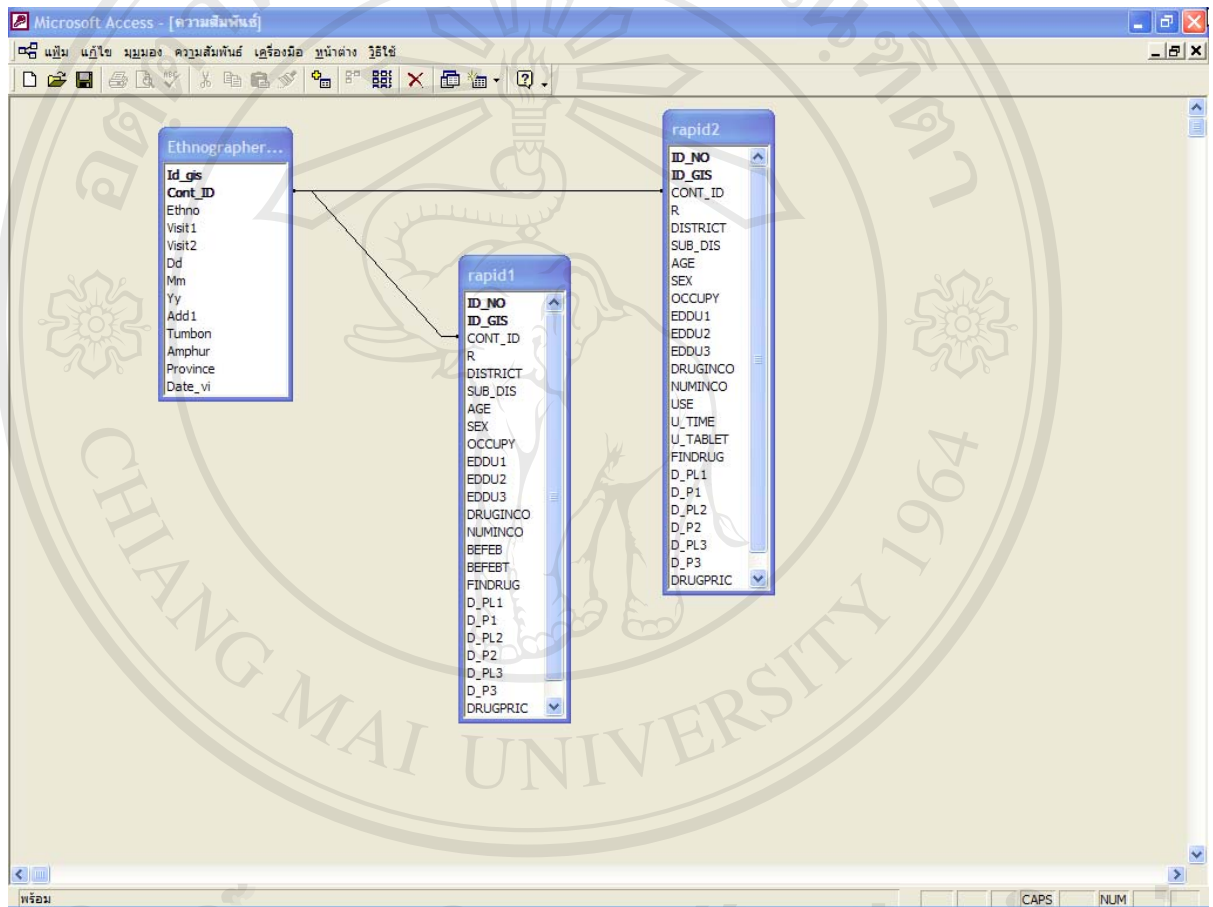 Microsoft Access - [ความสัมพันธ์]
แฟ้ม แก้ไข มุมมอง ความสัมพันธ์ เครื่องมือ หน้าต่าง วิธีใช้
Ethnographer...
Id_gis
Cont_ID
Ethno
Visit1
Visit2
Dd
Mm
Yy
Add1
Tumbon
Amphur
Province
Date_vi
rapid1
ID_NO
ID_GIS
CONT_ID
R
DISTRICT
SUB_DIS
AGE
SEX
OCCUPY
EDDU1
EDDU2
EDDU3
DRUGINCO
NUMINCO
BEFEB
BEFEBT
FINDRUG
D_PL1
D_P1
D_PL2
D_P2
D_PL3
D_P3
DRUGPRIC
rapid2
ID_NO
ID_GIS
CONT_ID
R
DISTRICT
SUB_DIS
AGE
SEX
OCCUPY
EDDU1
EDDU2
EDDU3
DRUGINCO
NUMINCO
USE
U_TIME
U_TABLET
FINDRUG
D_PL1
D_P1
D_PL2
D_P2
D_PL3
D_P3
DRUGPRIC
CHIANG MAI UNIVERSITY 1964
พร้อม
CAPS
NUM